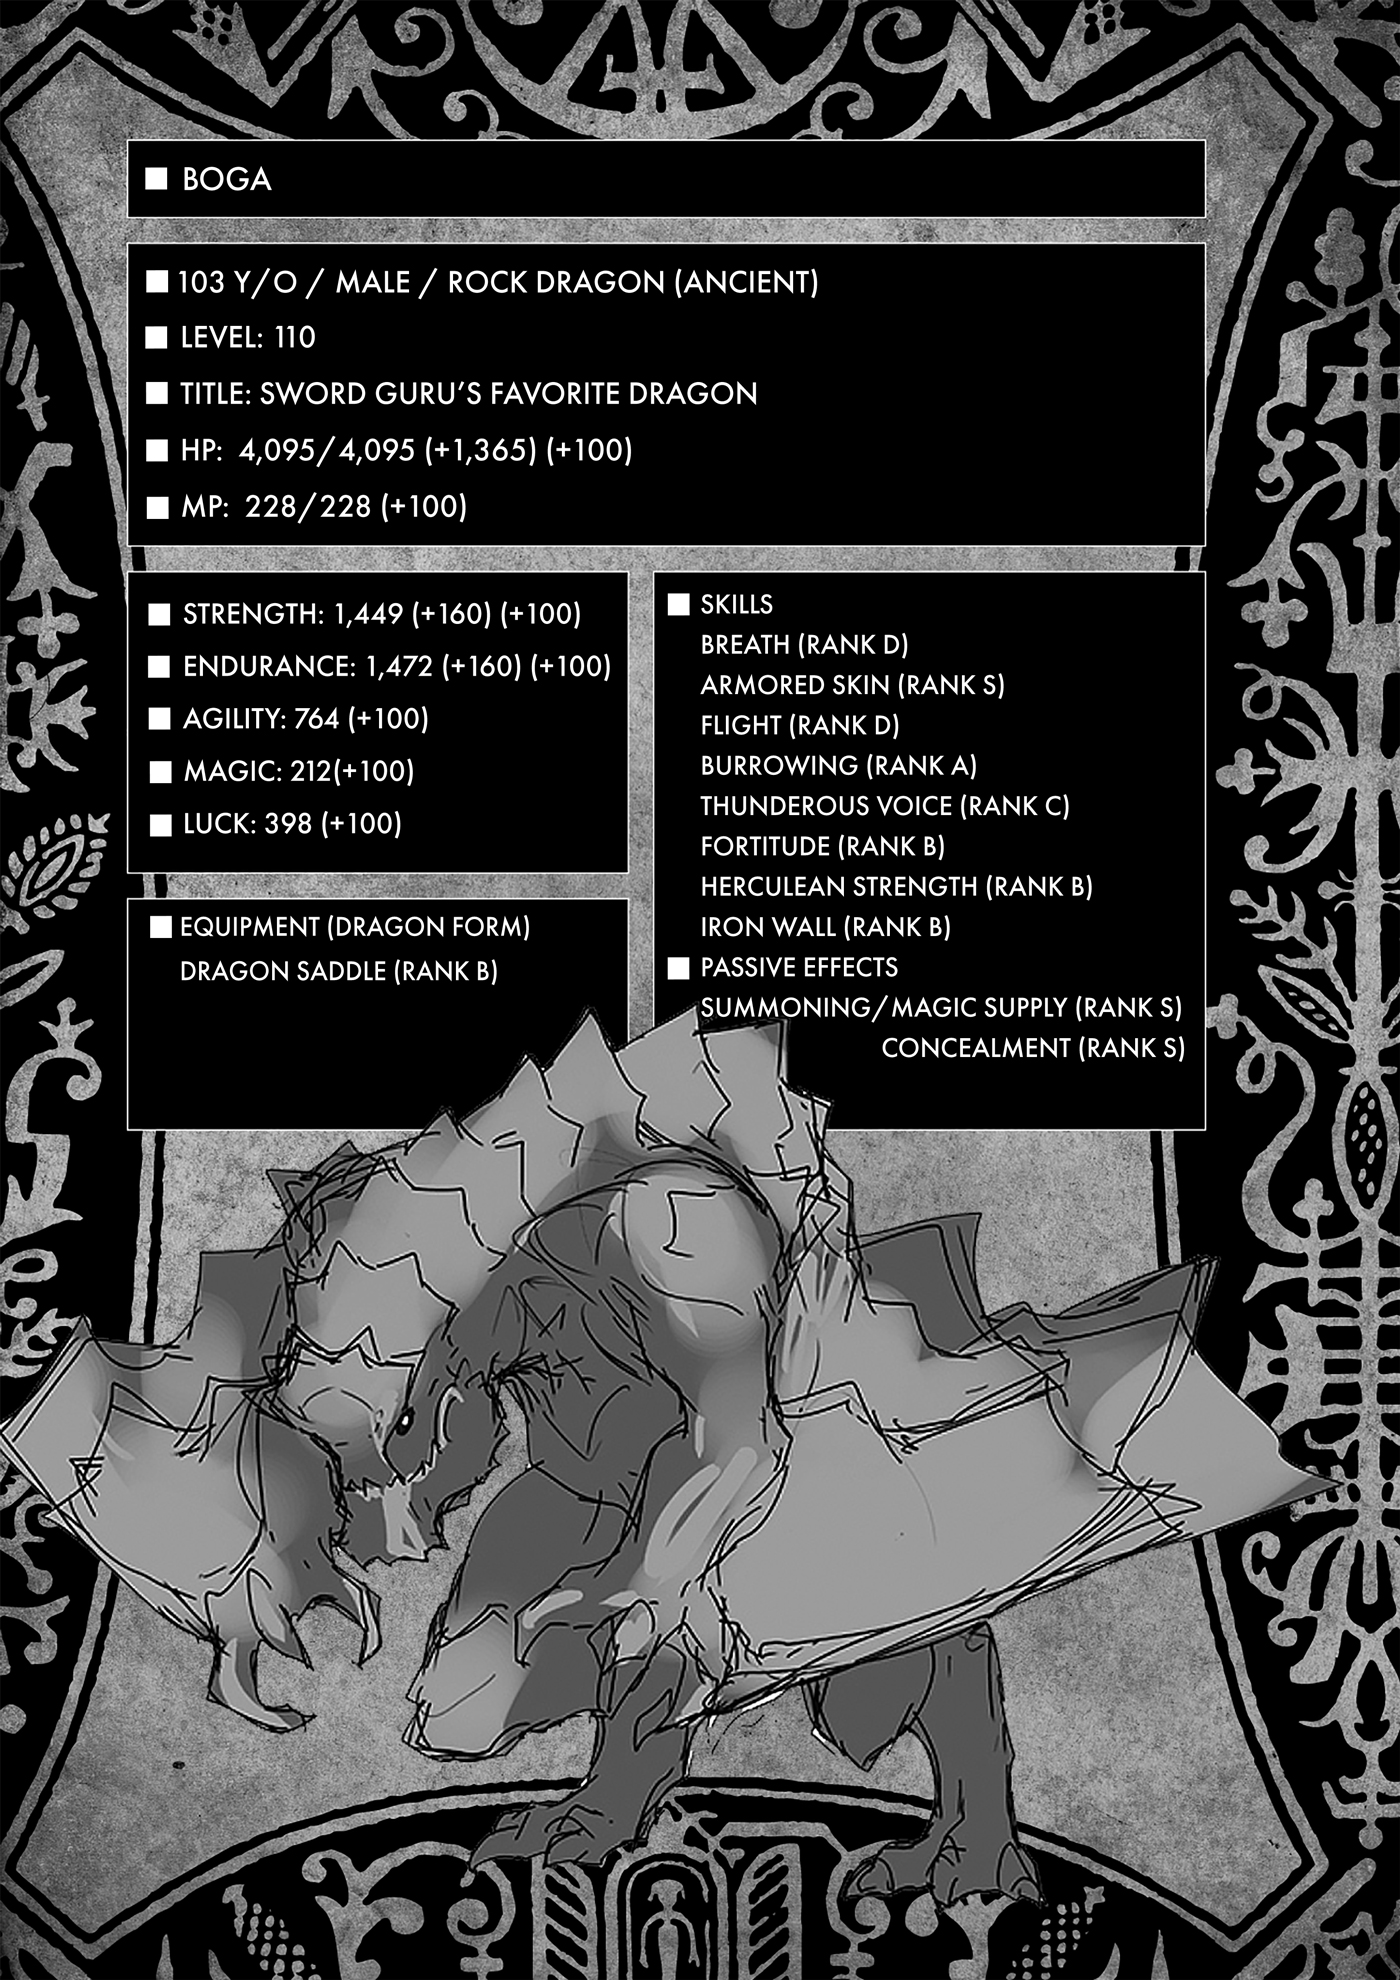 BOGA
103 Y/O / MALE / ROCK DRAGON (ANCIENT)
LEVEL: 110
TITLE: SWORD GURU’S FAVORITE DRAGON
HP: 4,095/4,095 (+1,365) (+100)
MP: 228/228 (+100)
STRENGTH: 1,449 (+160) (+100)
ENDURANCE: 1,472 (+160) (+100)
AGILITY: 764 (+100)
MAGIC: 212(+100)
LUCK: 398 (+100)
EQUIPMENT (DRAGON FORM)
DRAGON SADDLE (RANK B)
SKILLS
BREATH (RANK D)
ARMORED SKIN (RANK S)
FLIGHT (RANK D)
BURROWING (RANK A)
THUNDEROUS VOICE (RANK C)
FORTITUDE (RANK B)
HERCULEAN STRENGTH (RANK B)
IRON WALL (RANK B)
PASSIVE EFFECTS
SUMMONING/MAGIC SUPPLY (RANK S)
CONCEALMENT (RANK S)